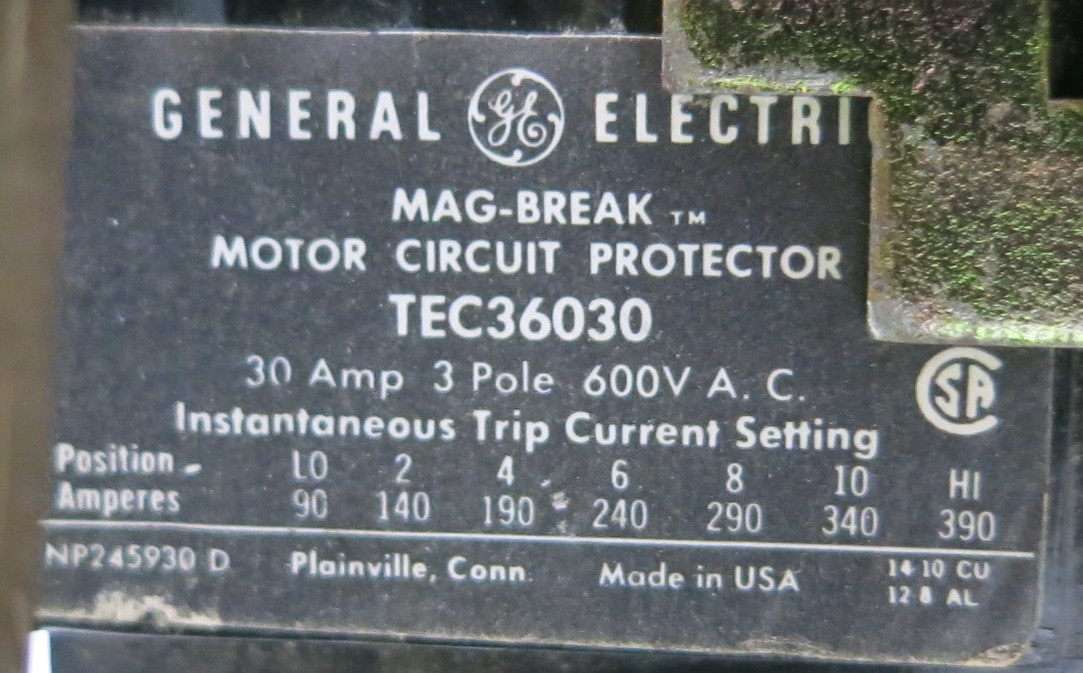 GENERAL GE ELECTRI
MAG-BREAK TM
MOTOR CIRCUIT PROTECTOR
TEC36030
30 Amp 3 Pole 600V A. C.
SA
Instantaneous Trip Current Setting
Position LO 2 4 6 8 10 HI
Amperes 90 140 190 240 290 340 390
NP245930 D Plainville, Conn. Made in USA 14-10 CU
12 8 AL